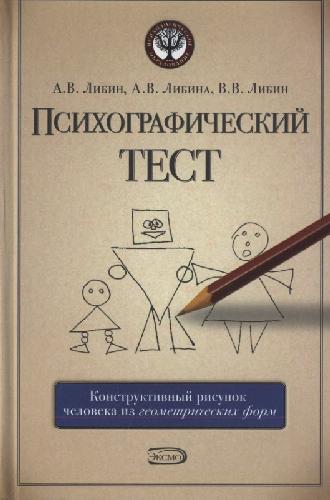 А.В. Либин, А.В. Либина, В.В. Либин
Психографический
тест
Конструктивный рисунок
человека из геометрических форм
ЭКСМО